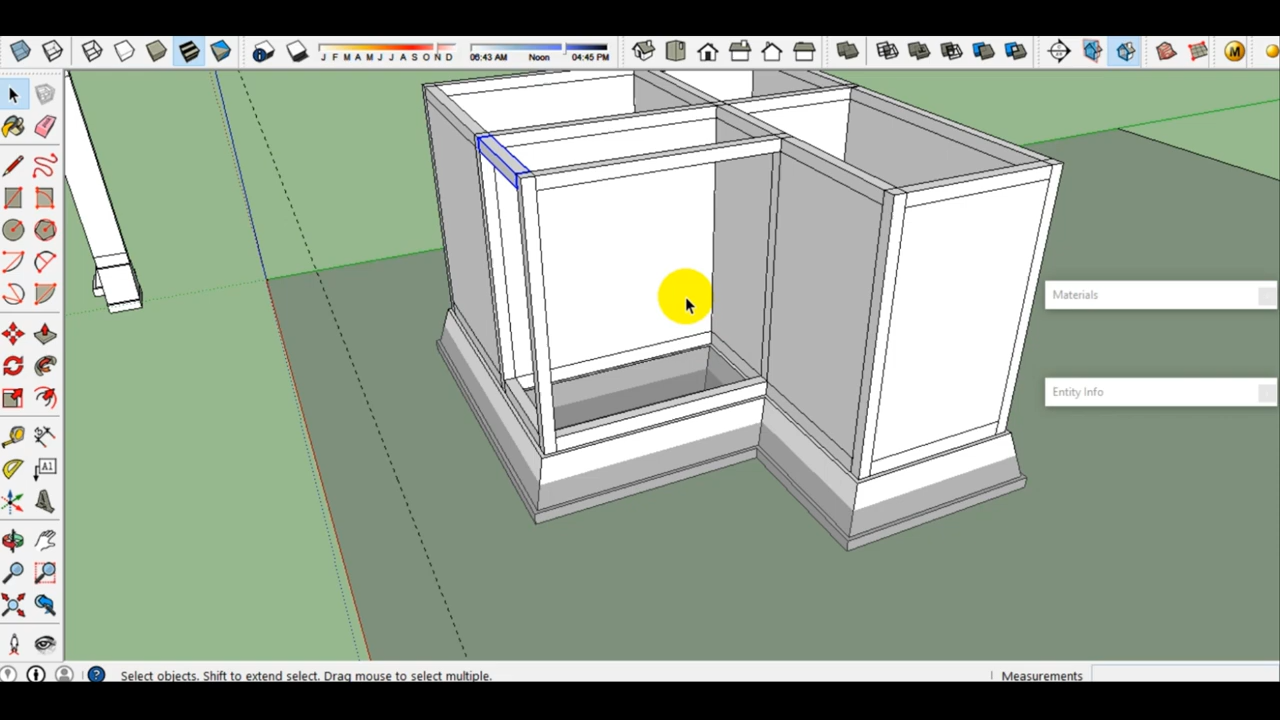 J F M A M J J A S O N D 06:43 AM Noon 04:45 PM
M
Materials
Entity Info
A1
Select objects. Shift to extend select. Drag mouse to select multiple. Measurements